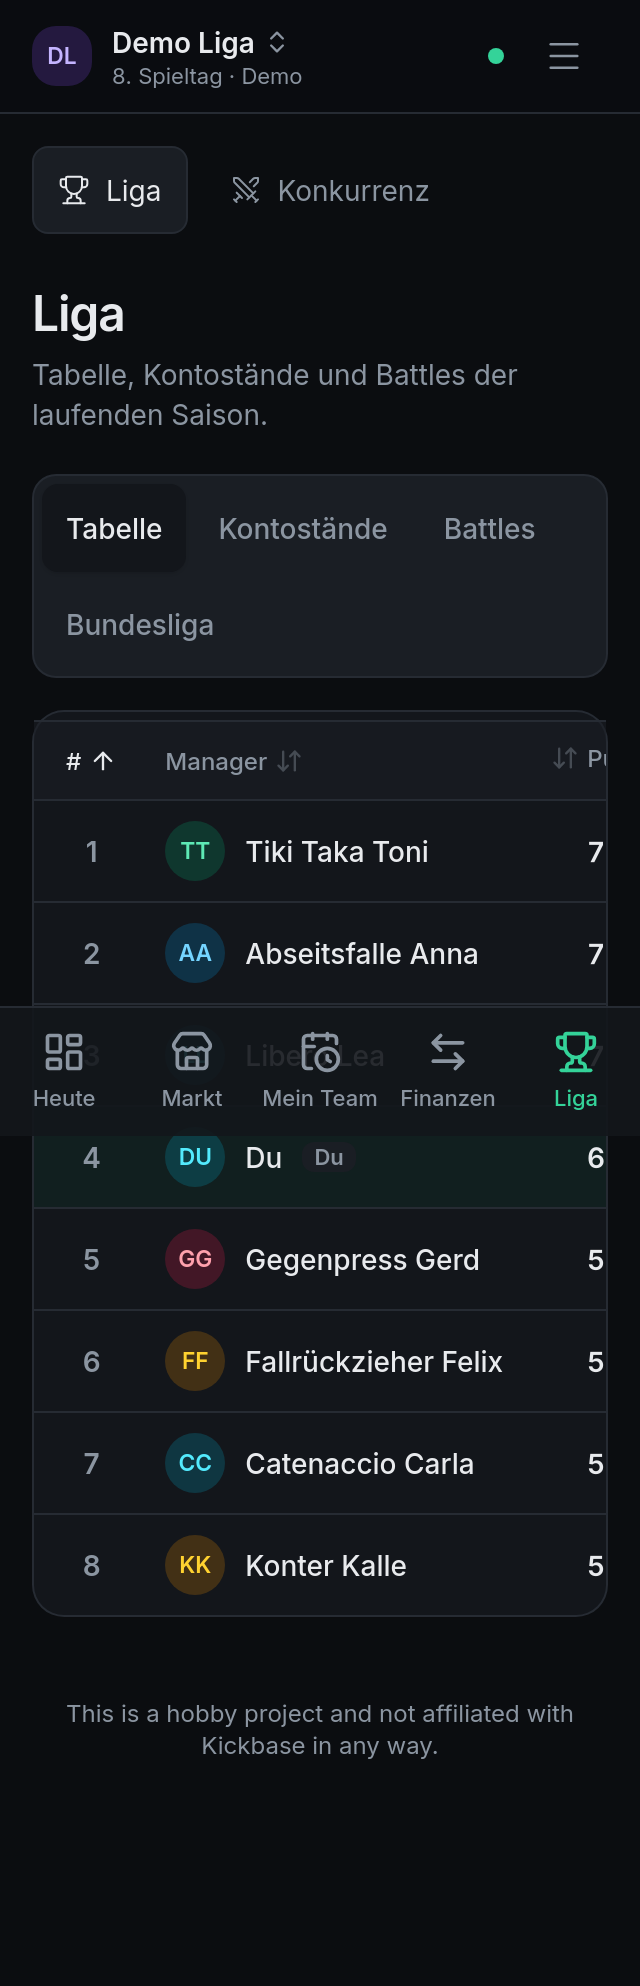 DL
Demo Liga
8. Spieltag · Demo
Liga
Konkurrenz
Liga
Tabelle, Kontostände und Battles der
laufenden Saison.
Tabelle
Kontostände
Battles
Bundesliga
#
Manager
1
TT
Tiki Taka Toni
7
2
AA
Abseitsfalle Anna
7
3
Lea
7
Heute
Markt
Mein Team
Finanzen
Liga
4
DU
Du
Du
6
5
GG
Gegenpress Gerd
5
6
FF
Fallrückzieher Felix
5
7
CC
Catenaccio Carla
5
8
KK
Konter Kalle
5
This is a hobby project and not affiliated with
Kickbase in any way.